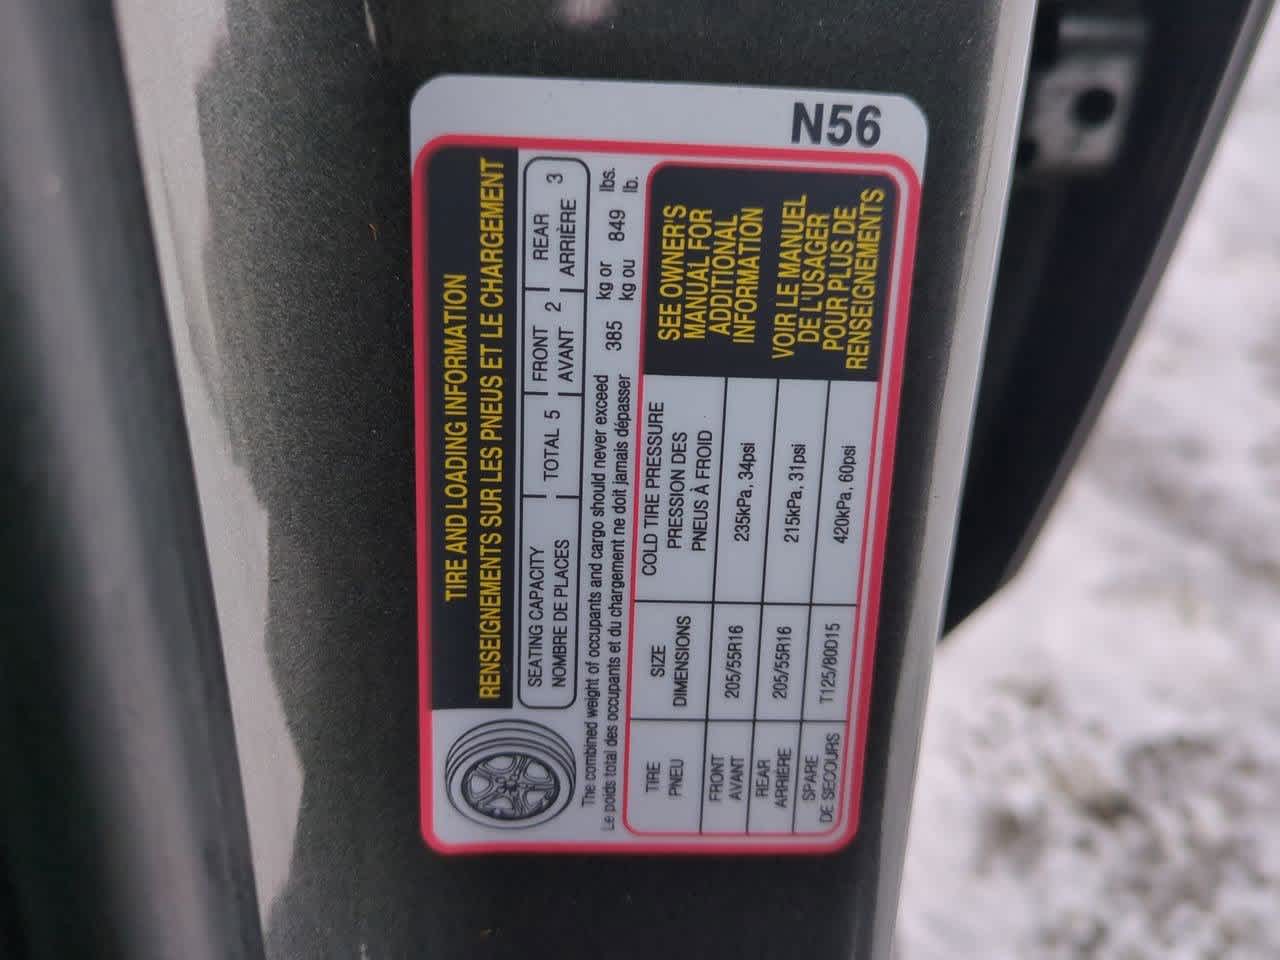 N56
TIRE AND LOADING INFORMATION
RENSEIGNEMENTS SUR LES PNEUS ET LE CHARGEMENT
SEATING CAPACITY
NOMBRE DE PLACES
TOTAL 5
FRONT
AVANT 2
REAR
ARRIÈRE 3
The combined weight of occupants and cargo should never exceed 385 kg or 849 lbs.
Le poids total des occupants et du chargement ne doit jamais dépasser kg ou lb.
TIRE
PNEU
SIZE
DIMENSIONS
COLD TIRE PRESSURE
PRESSION DES
PNEUS À FROID
FRONT
AVANT
205/55R16
235kPa, 34psi
REAR
ARRIÈRE
205/55R16
215kPa, 31psi
SPARE
DE SECOURS
T125/80D15
420kPa, 60psi
SEE OWNER'S
MANUAL FOR
ADDITIONAL
INFORMATION
VOIR LE MANUEL
DE L'USAGER
POUR PLUS DE
RENSEIGNEMENTS